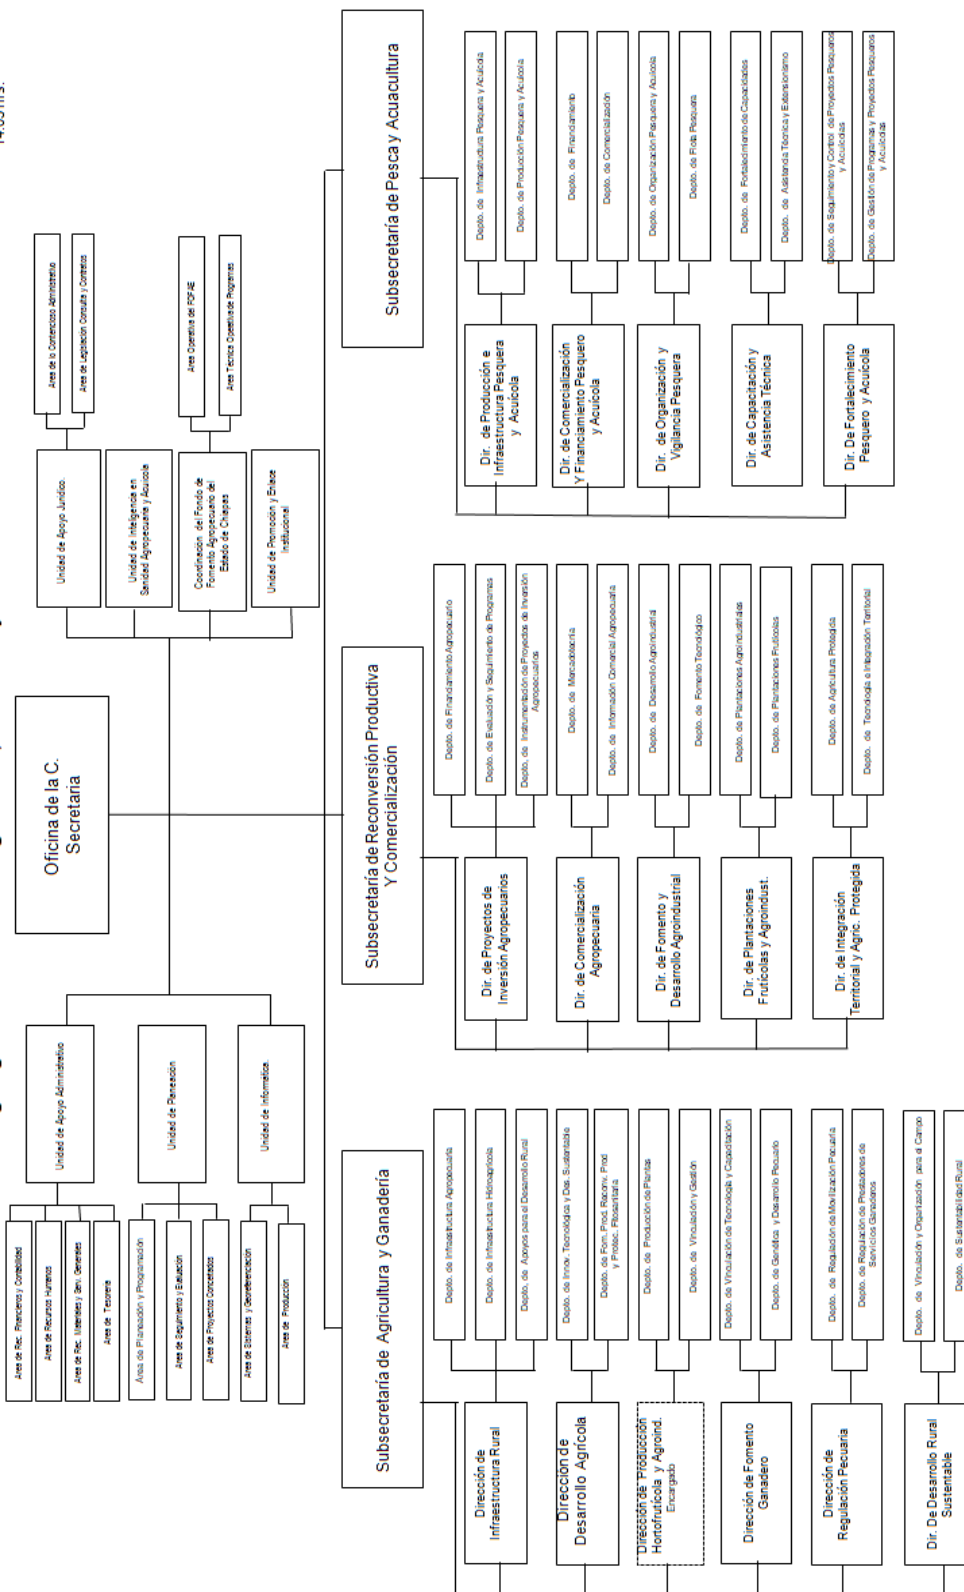 14:05 Hrs.
Oficina de la C.
Secretaria
Unidad de Apoyo Administrativo
Area de Rec. Financieros y Contabilidad
Area de Recursos Humanos
Area de Rec. Materiales y Serv. Generales
Area de Tesorería
Unidad de Planeación
Area de Planeación y Programación
Area de Seguimiento y Evaluación
Area de Proyectos Concertados
Unidad de Informática.
Area de Sistemas y Georeferenciación
Area de Producción
Unidad de Apoyo Jurídico.
Area de lo Contencioso Administrativo
Area de Legislación Consulta y Contratos
Unidad de Inteligencia en
Sanidad Agropecuaria y Acuícola
Coordinación del Fondo de
Fomento Agropecuario del
Estado de Chiapas
Area Operativa del FOFAE
Area Técnica Operativa de Programas
Unidad de Promoción y Enlace
Institucional
Subsecretaría de Agricultura y Ganadería
Dirección de
Infraestructura Rural
Depto. de Infraestructura Agropecuaria
Depto. de Infraestructura Hidroagrícola
Depto. de Apoyos para el Desarrollo Rural
Dirección de
Desarrollo Agrícola
Depto. de Innov. Tecnológica y Des. Sustentable
Depto. de Fom. Prod. Reconv. Prod
y Protec. Fitosanitaria
Dirección de Producción
Hortofrutícola y Agroind.
Encargado
Depto. de Producción de Plantas
Depto. de Vinculación y Gestión
Dirección de Fomento
Ganadero
Depto. de Vinculación de Tecnología y Capacitación
Depto. de Genética y Desarrollo Pecuario
Dirección de
Regulación Pecuaria
Depto. de Regulación de Movilización Pecuaria
Depto. de Regulación de Prestadores de
Servicios Ganaderos
Dir. De Desarrollo Rural
Sustentable
Depto. de Vinculación y Organización para el Campo
Depto. de Sustentabilidad Rural
Subsecretaría de Reconversión Productiva
Y Comercialización
Dir. de Proyectos de
Inversión Agropecuarios
Depto. de Financiamiento Agropecuario
Depto. de Evaluación y Seguimiento de Programas
Depto. de Instrumentación de Proyectos de Inversión
Agropecuarios
Dir. de Comercialización
Agropecuaria
Depto. de Mercadotecnia
Depto. de Información Comercial Agropecuaria
Dir. de Fomento y
Desarrollo Agroindustrial
Depto. de Desarrollo Agroindustrial
Depto. de Fomento Tecnológico
Dir. de Plantaciones
Frutícolas y Agroindust.
Depto. de Plantaciones Agroindustriales
Depto. de Plantaciones Frutícolas
Dir. de Integración
Territorial y Agric. Protegida
Depto. de Agricultura Protegida
Depto. de Tecnología e Integración Territorial
Subsecretaría de Pesca y Acuacultura
Dir. de Producción e
Infraestructura Pesquera
y Acuícola
Depto. de Infraestructura Pesquera y Acuícola
Depto. de Producción Pesquera y Acuícola
Dir. de Comercialización
Y Financiamiento Pesquero
y Acuícola
Depto. de Financiamiento
Depto. de Comercialización
Dir. de Organización y
Vigilancia Pesquera
Depto. de Organización Pesquera y Acuícola
Depto. de Flota Pesquera
Dir. de Capacitación y
Asistencia Técnica
Depto. de Fortalecimiento de Capacidades
Depto. de Asistencia Técnica y Extensionismo
Dir. De Fortalecimiento
Pesquero y Acuícola
Depto. de Seguimiento y Control de Proyectos Pesqueros
y Acuícolas
Depto. de Gestión de Programas y Proyectos Pesqueros
y Acuícolas